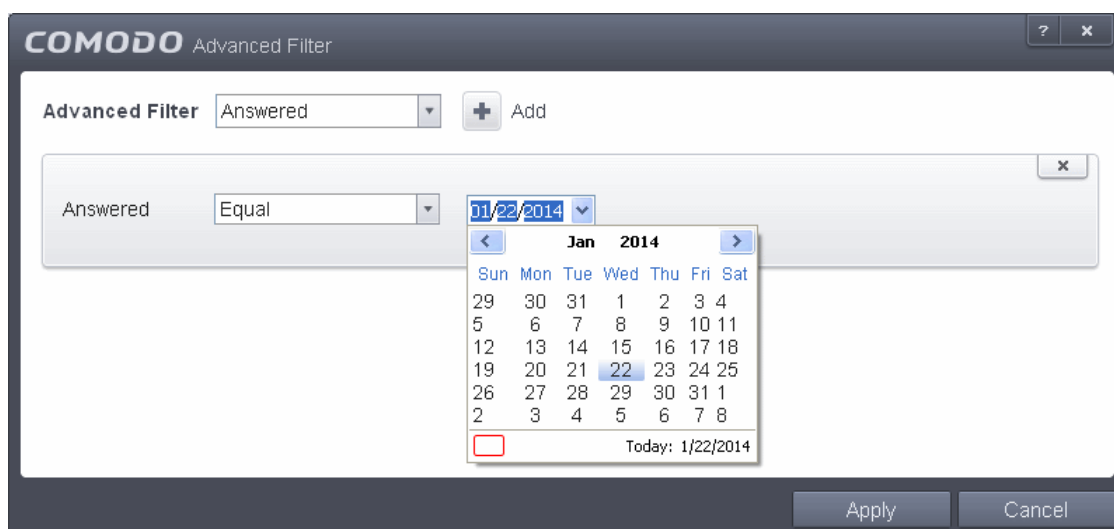 COMODO Advanced Filter ? x
Advanced Filter Answered + Add
x
Answered Equal 01/22/2014
< Jan 2014 >
Sun Mon Tue Wed Thu Fri Sat
29 30 31 1 2 3 4
5 6 7 8 9 10 11
12 13 14 15 16 17 18
19 20 21 22 23 24 25
26 27 28 29 30 31 1
2 3 4 5 6 7 8
Today: 1/22/2014
Apply Cancel